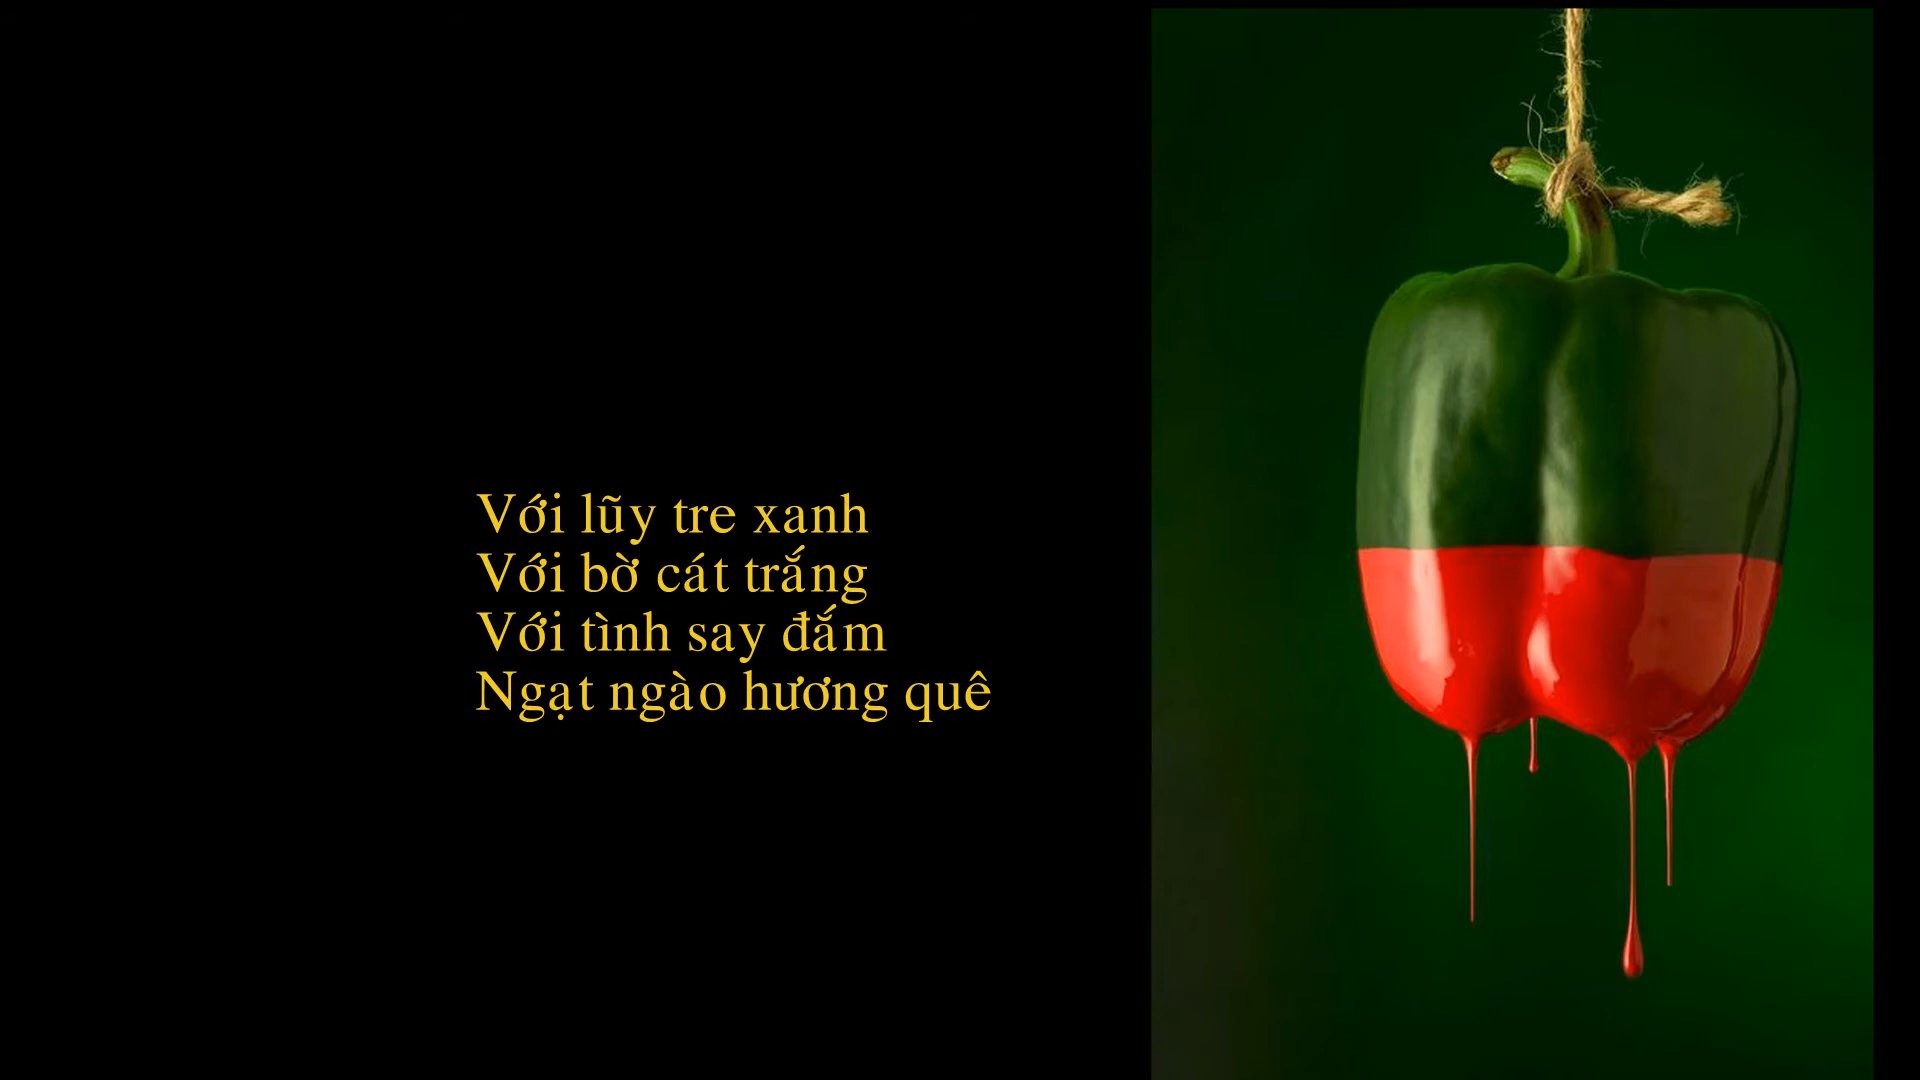 Với lũy tre xanh
Với bờ cát trắng
Với tình say đắm
Ngạt ngào hương quê